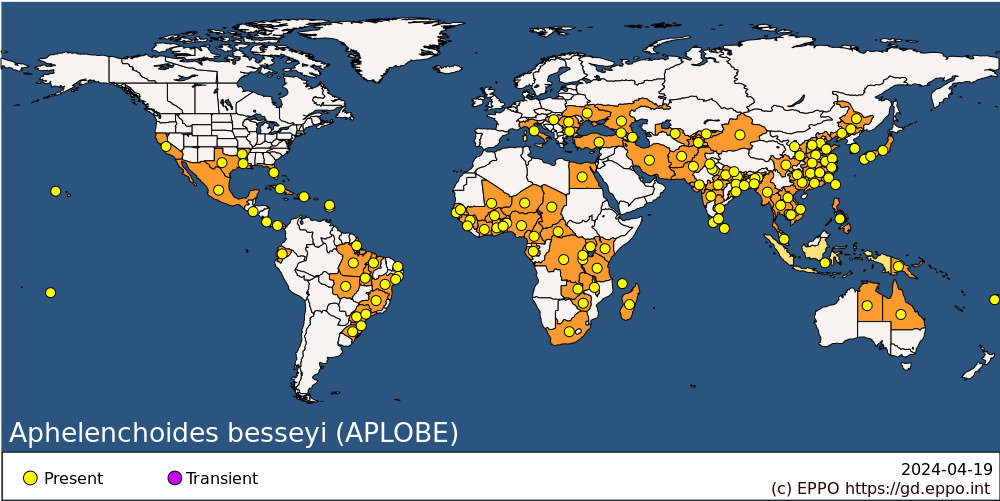 Aphelenchoides besseyi (APLOBE)
Present
Transient
2024-04-19
(c) EPPO https://gd.eppo.int